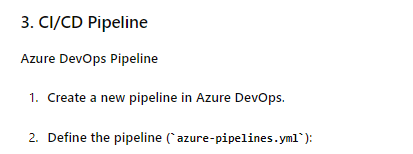 3. CI/CD Pipeline
Azure DevOps Pipeline
1. Create a new pipeline in Azure DevOps.
2. Define the pipeline (`azure-pipelines.yml`):